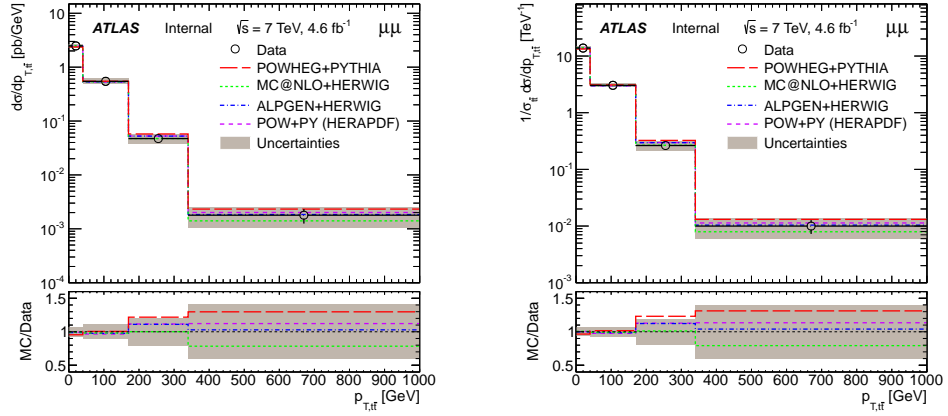 ATLAS Internal √s = 7 TeV, 4.6 fb⁻¹ μμ
Data
POWHEG+PYTHIA
MC@NLO+HERWIG
ALPGEN+HERWIG
POW+PY (HERAPDF)
Uncertainties
dσ/dp_T,tt̄ [pb/GeV]
10
1
10⁻¹
10⁻²
10⁻³
10⁻⁴
MC/Data
1.5
1
0.5
0 100 200 300 400 500 600 700 800 900 1000
p_T,tt̄ [GeV]
ATLAS Internal √s = 7 TeV, 4.6 fb⁻¹ μμ
Data
POWHEG+PYTHIA
MC@NLO+HERWIG
ALPGEN+HERWIG
POW+PY (HERAPDF)
Uncertainties
1/σ_tt̄ dσ/dp_T,tt̄ [TeV⁻¹]
10²
10
1
10⁻¹
10⁻²
10⁻³
MC/Data
1.5
1
0.5
0 100 200 300 400 500 600 700 800 900 1000
p_T,tt̄ [GeV]